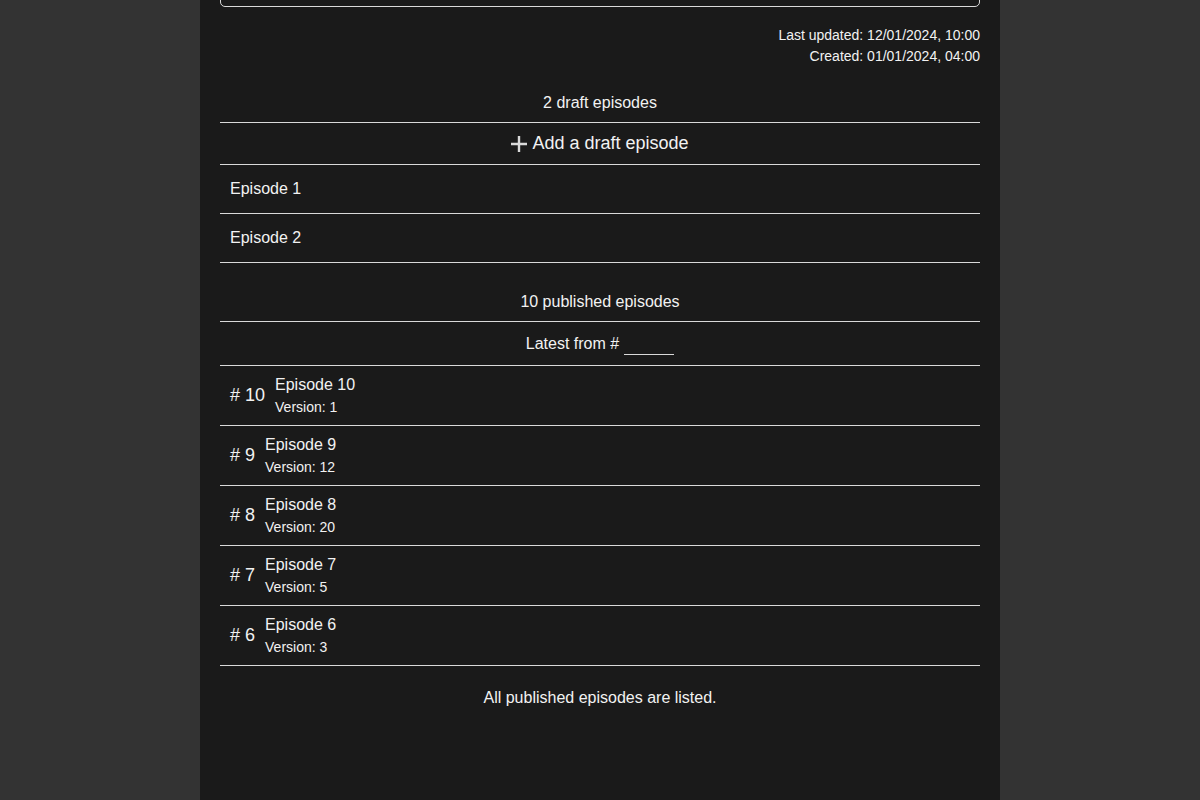 Last updated: 12/01/2024, 10:00
Created: 01/01/2024, 04:00
2 draft episodes
Add a draft episode
Episode 1
Episode 2
10 published episodes
Latest from #
# 10 Episode 10
Version: 1
# 9 Episode 9
Version: 12
# 8 Episode 8
Version: 20
# 7 Episode 7
Version: 5
# 6 Episode 6
Version: 3
All published episodes are listed.